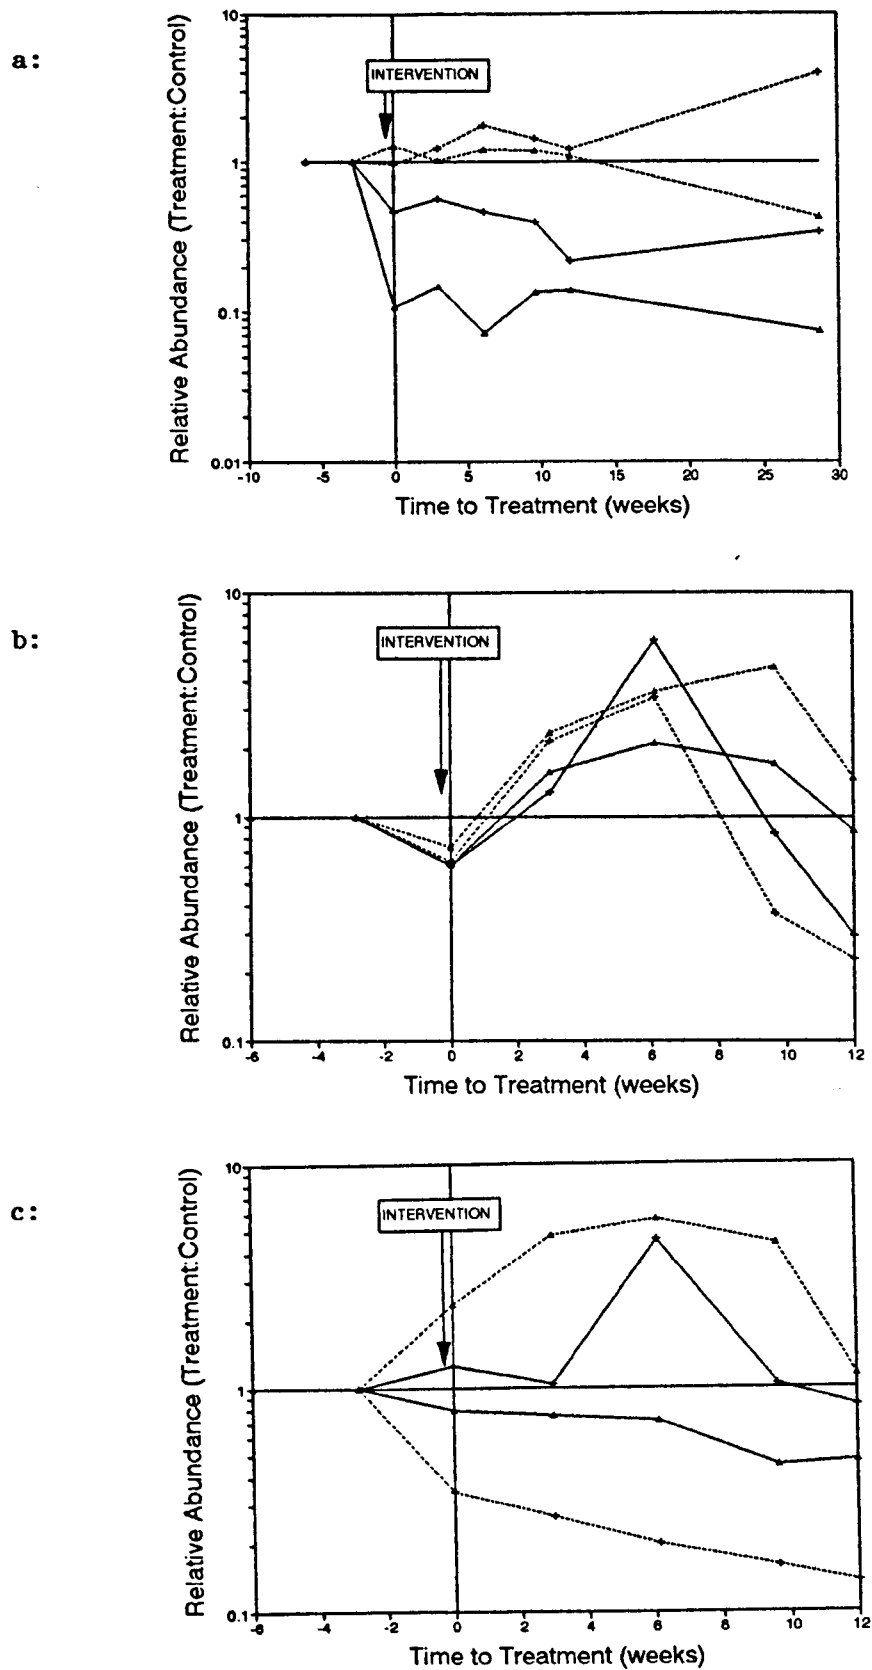 a:
10
1
0.1
0.01
Relative Abundance (Treatment:Control)
INTERVENTION
-10 -5 0 5 10 15 20 25 30
Time to Treatment (weeks)
b:
10
1
0.1
Relative Abundance (Treatment:Control)
INTERVENTION
-6 -4 -2 0 2 4 6 8 10 12
Time to Treatment (weeks)
c:
10
1
0.1
Relative Abundance (Treatment:Control)
INTERVENTION
-6 -4 -2 0 2 4 6 8 10 12
Time to Treatment (weeks)